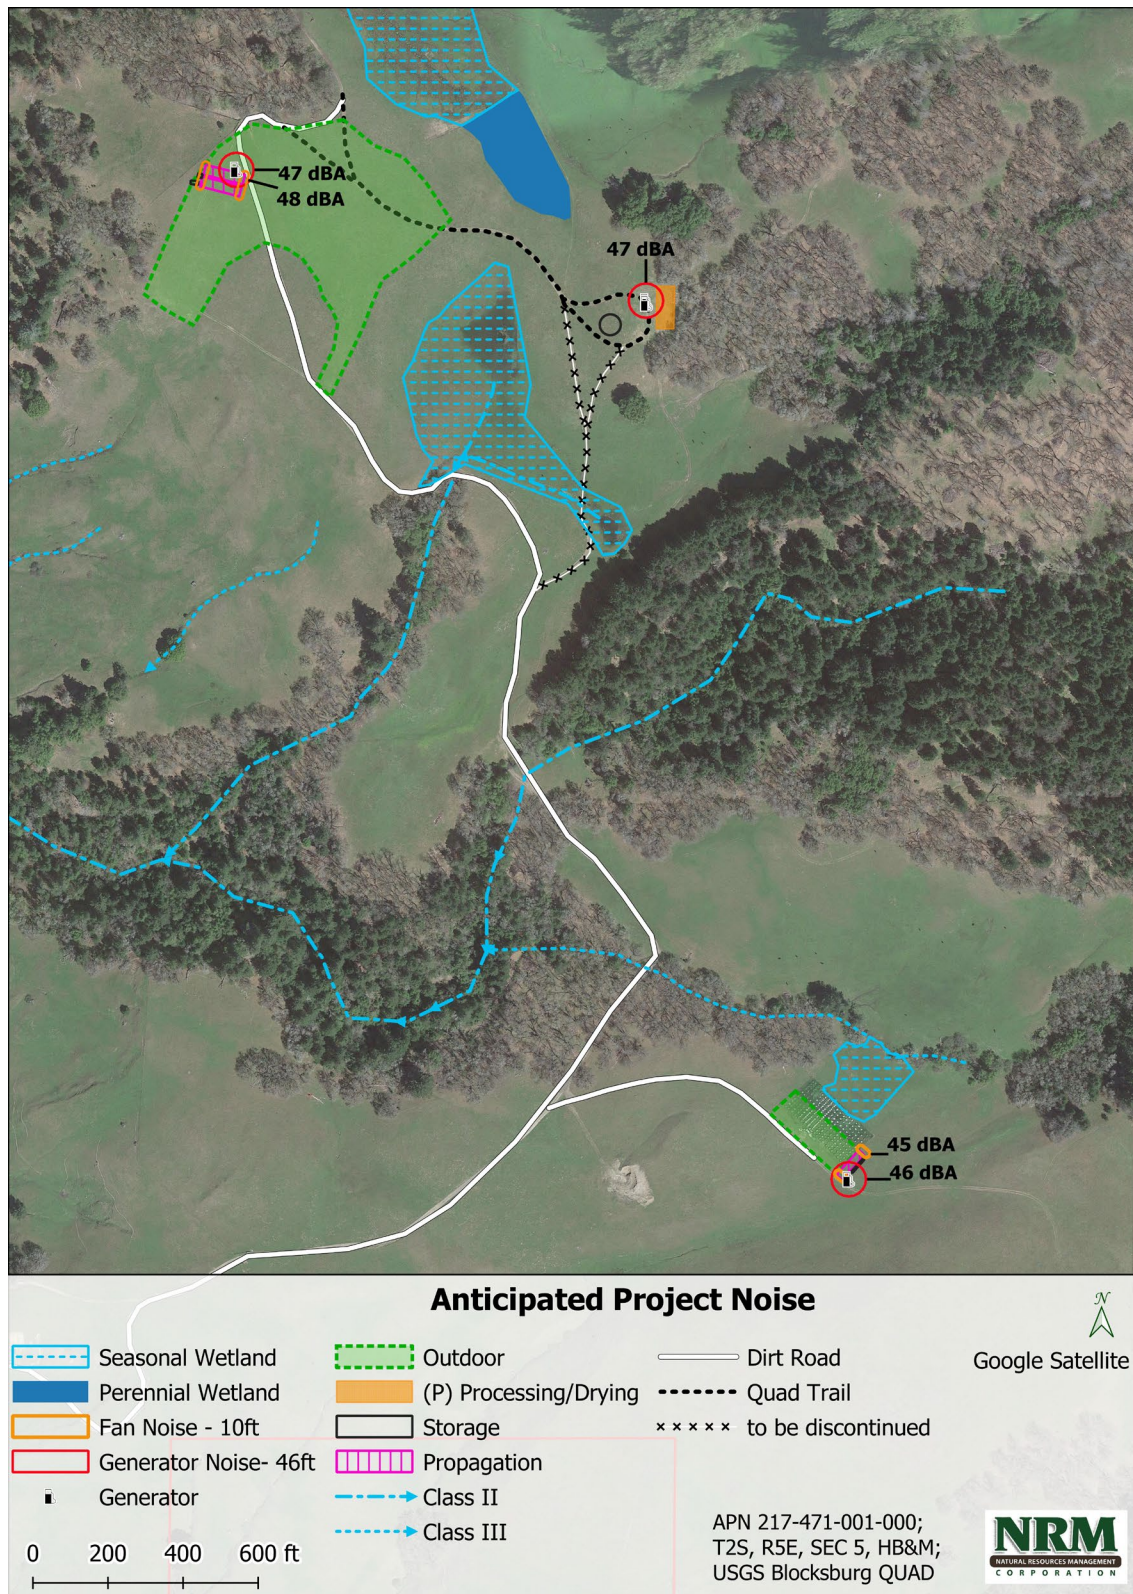 47 dBA
48 dBA
47 dBA
45 dBA
46 dBA
Anticipated Project Noise
N
Google Satellite
Seasonal Wetland
Perennial Wetland
Fan Noise - 10ft
Generator Noise- 46ft
Generator
Outdoor
(P) Processing/Drying
Storage
Propagation
Class II
Class III
Dirt Road
Quad Trail
to be discontinued
0 200 400 600 ft
APN 217-471-001-000;
T2S, R5E, SEC 5, HB&M;
USGS Blocksburg QUAD
NRM
NATURAL RESOURCES MANAGEMENT
CORPORATION